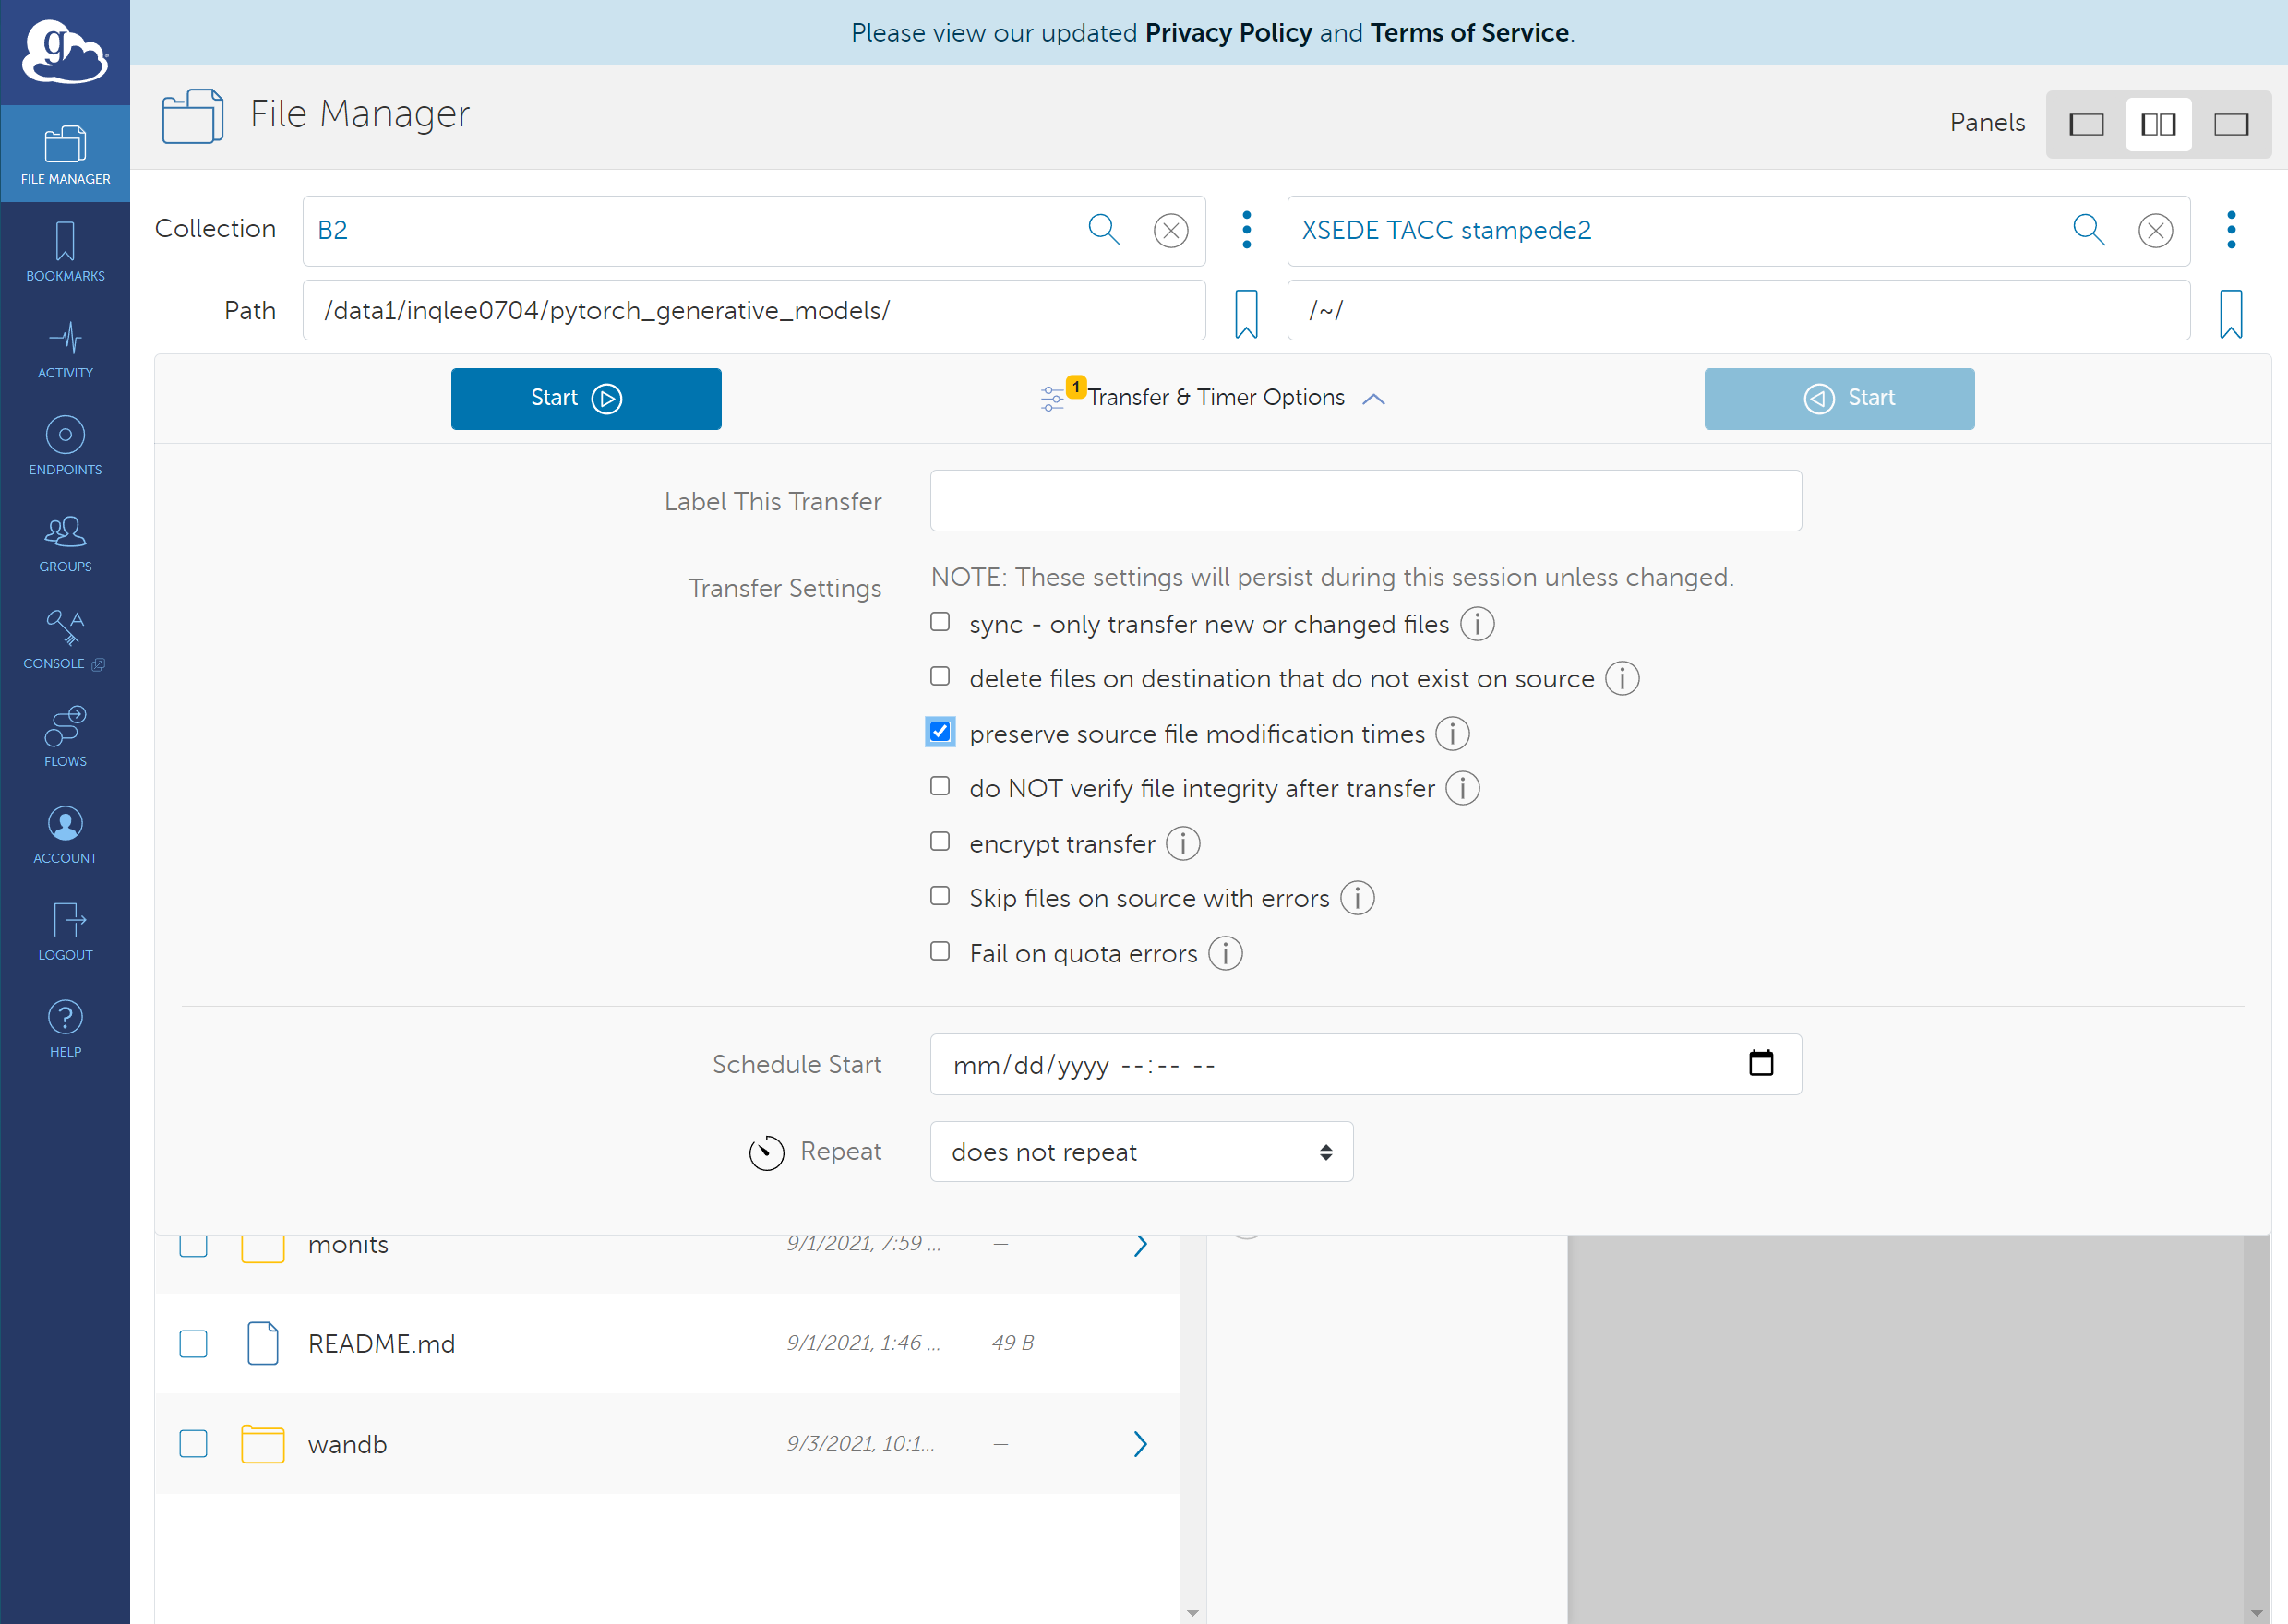 Please view our updated Privacy Policy and Terms of Service.
g
File Manager
Panels
FILE MANAGER
BOOKMARKS
ACTIVITY
ENDPOINTS
GROUPS
CONSOLE
FLOWS
ACCOUNT
LOGOUT
HELP
Collection
B2
XSEDE TACC stampede2
Path
/data1/inqlee0704/pytorch_generative_models/
/~/
Start
1
Transfer & Timer Options
Start
Label This Transfer
Transfer Settings
NOTE: These settings will persist during this session unless changed.
sync - only transfer new or changed files
delete files on destination that do not exist on source
preserve source file modification times
do NOT verify file integrity after transfer
encrypt transfer
Skip files on source with errors
Fail on quota errors
Schedule Start
mm/dd/yyyy --:-- --
Repeat
does not repeat
monits 9/1/2021, 7:59 ... —
README.md 9/1/2021, 1:46 ... 49 B
wandb 9/3/2021, 10:1... —